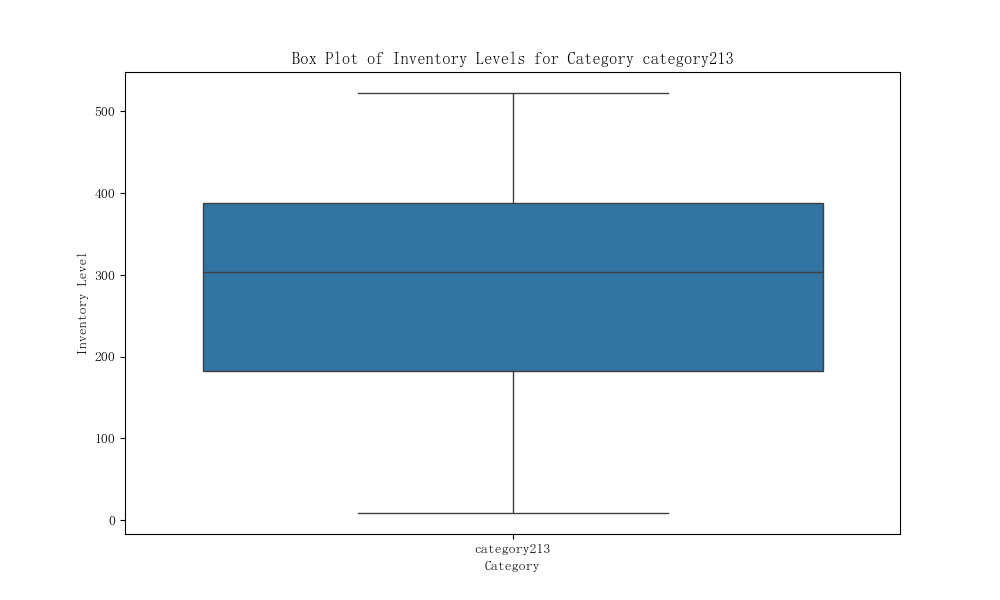 Box Plot of Inventory Levels for Category category213
Inventory Level
500
400
300
200
100
0
category213
Category